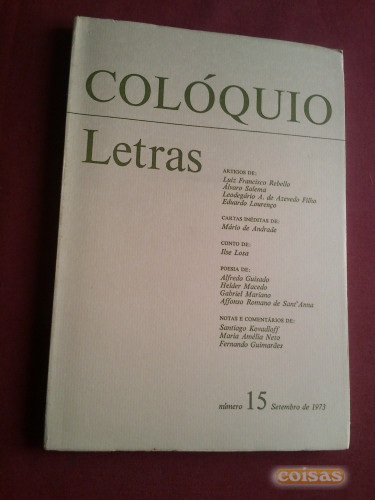 COLÓQUIO
Letras
ARTIGOS DE:
Luiz Francisco Rebello
Álvaro Salema
Leodegário A. de Azevedo Filho
Eduardo Lourenço
CARTAS INÉDITAS DE:
Mário de Andrade
CONTO DE:
Ilse Losa
POESIA DE:
Alfredo Guisado
Helder Macedo
Gabriel Mariano
Affonso Romano de Sant'Anna
NOTAS E COMENTÁRIOS DE:
Santiago Kovadloff
Maria Amélia Neto
Fernando Guimarães
número 15 Setembro de 1973
coisas